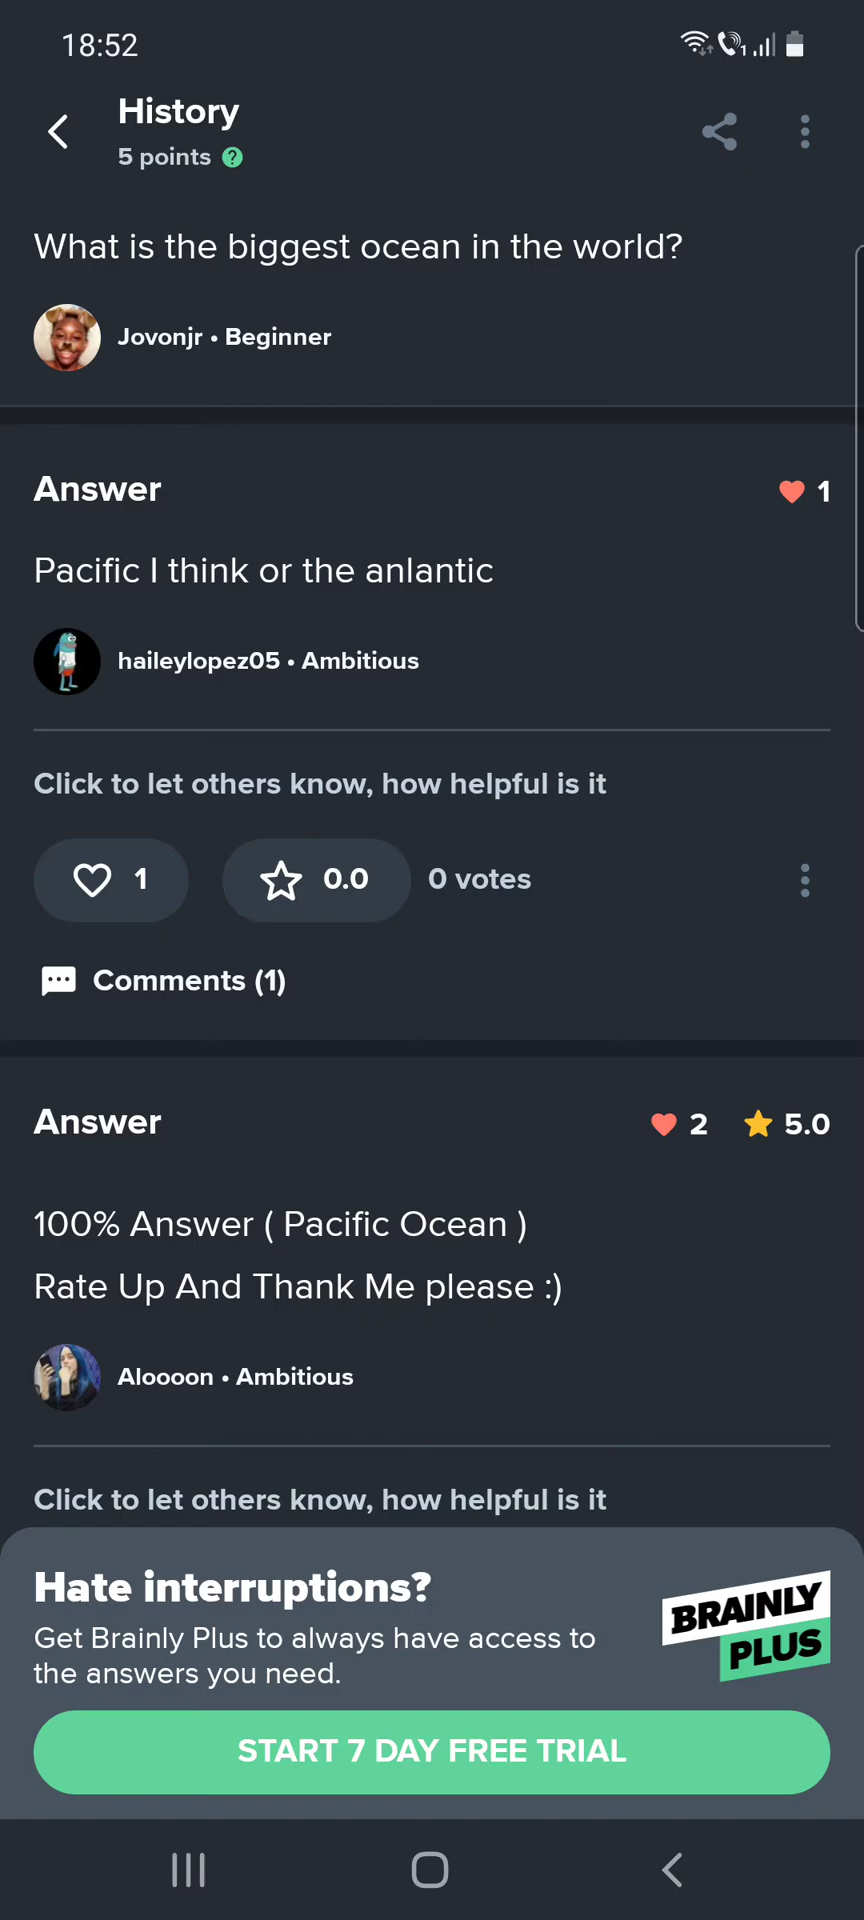 18:52
History
5 points
What is the biggest ocean in the world?
Jovonjr • Beginner
Answer
1
Pacific I think or the anlantic
haileylopez05 • Ambitious
Click to let others know, how helpful is it
1
0.0
0 votes
Comments (1)
Answer
2
5.0
100% Answer ( Pacific Ocean )
Rate Up And Thank Me please :)
Aloooon • Ambitious
Click to let others know, how helpful is it
Hate interruptions?
Get Brainly Plus to always have access to
the answers you need.
BRAINLY
PLUS
START 7 DAY FREE TRIAL